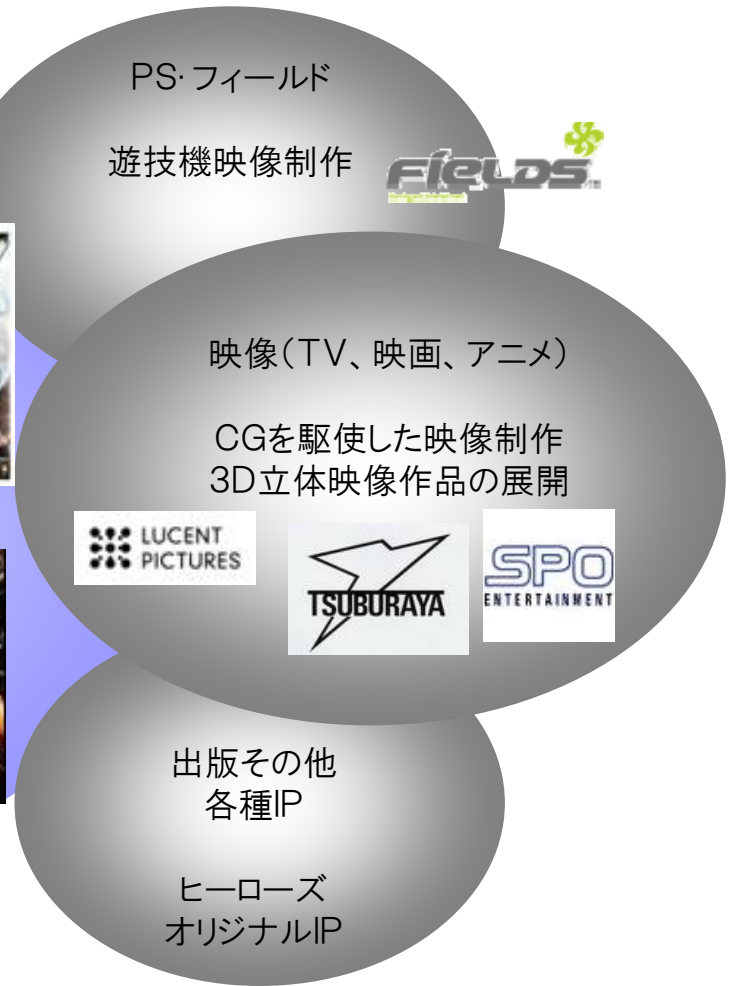 PS・フィールド
遊技機映像制作
FIELDS
映像(TV、映画、アニメ)
CGを駆使した映像制作
3D立体映像作品の展開
LUCENT
PICTURES
TSUBURAYA
SPO
ENTERTAINMENT
出版その他
各種IP
ヒーローズ
オリジナルIP